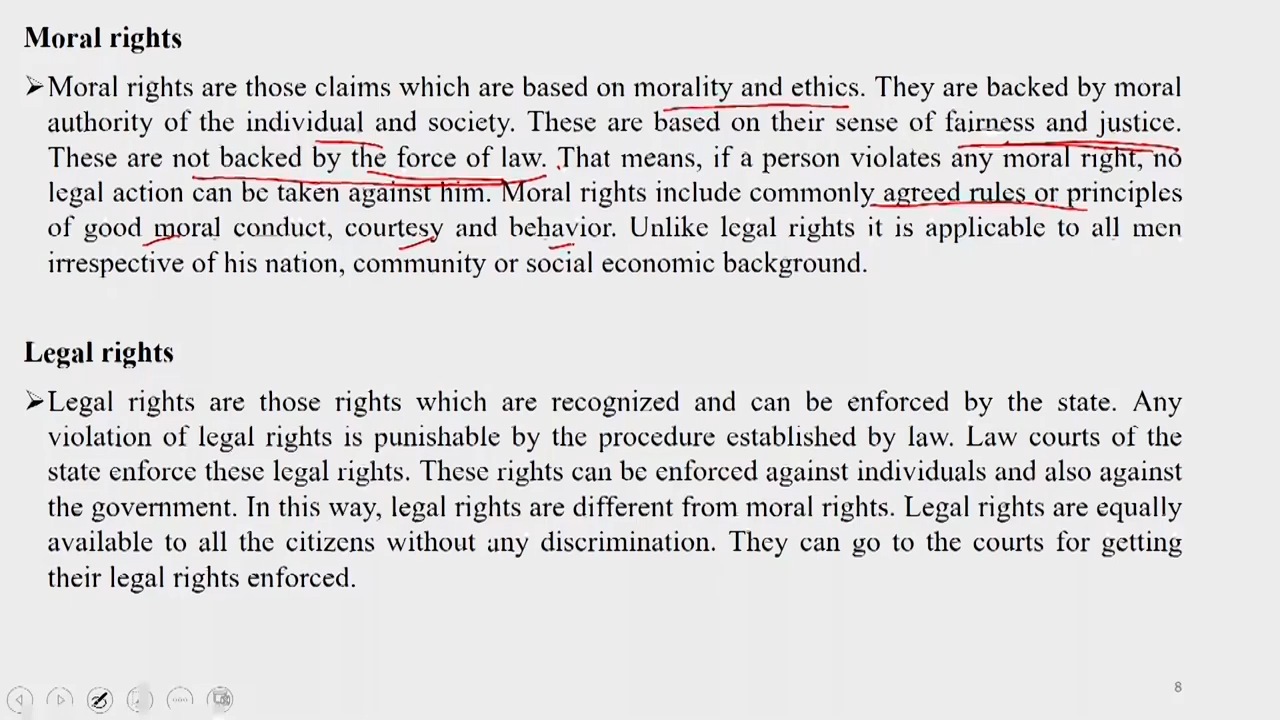 Moral rights
➢Moral rights are those claims which are based on morality and ethics. They are backed by moral
authority of the individual and society. These are based on their sense of fairness and justice.
These are not backed by the force of law. That means, if a person violates any moral right, no
legal action can be taken against him. Moral rights include commonly agreed rules or principles
of good moral conduct, courtesy and behavior. Unlike legal rights it is applicable to all men
irrespective of his nation, community or social economic background.
Legal rights
➢Legal rights are those rights which are recognized and can be enforced by the state. Any
violation of legal rights is punishable by the procedure established by law. Law courts of the
state enforce these legal rights. These rights can be enforced against individuals and also against
the government. In this way, legal rights are different from moral rights. Legal rights are equally
available to all the citizens without any discrimination. They can go to the courts for getting
their legal rights enforced.
8